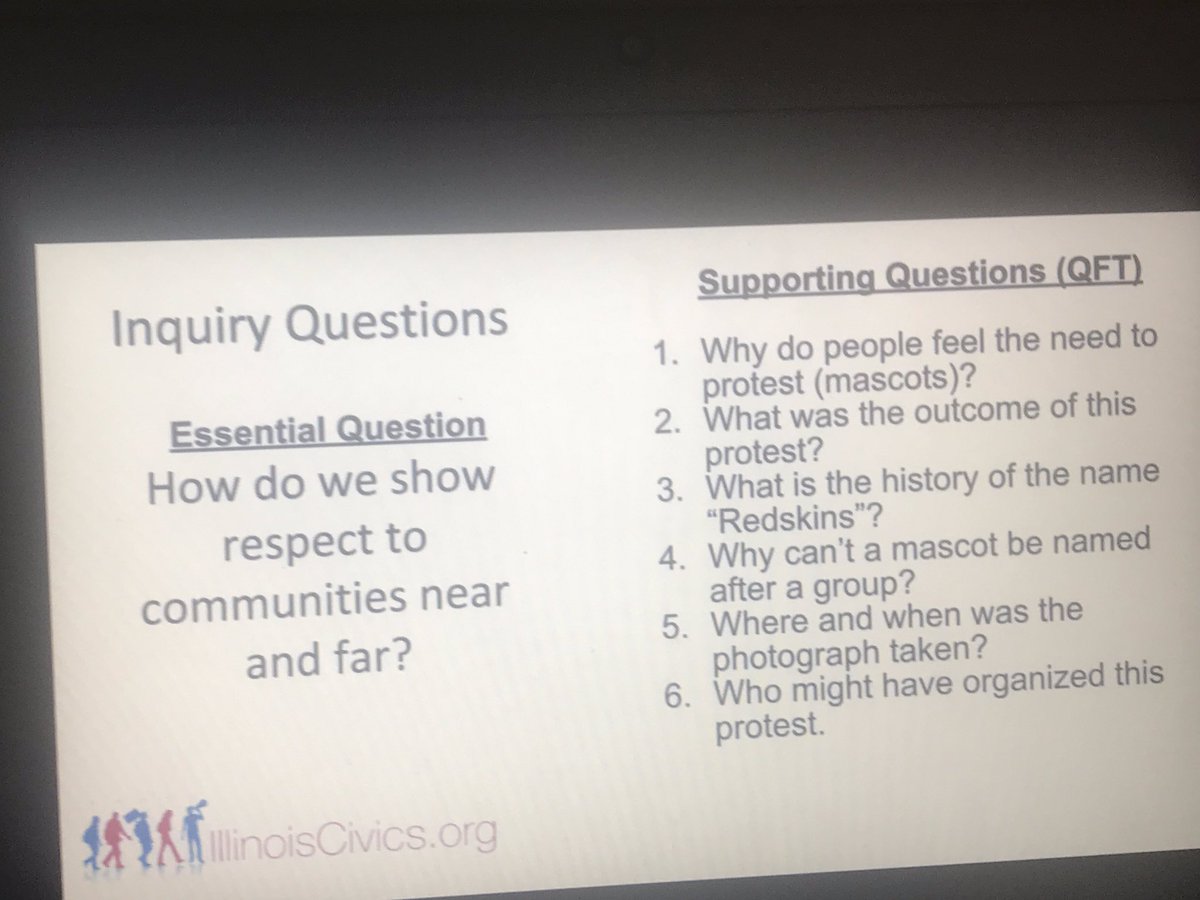 Inquiry Questions
Essential Question
How do we show
respect to
communities near
and far?
Supporting Questions (QFT)
1. Why do people feel the need to
protest (mascots)?
2. What was the outcome of this
protest?
3. What is the history of the name
“Redskins”?
4. Why can’t a mascot be named
after a group?
5. Where and when was the
photograph taken?
6. Who might have organized this
protest.
IllinoisCivics.org